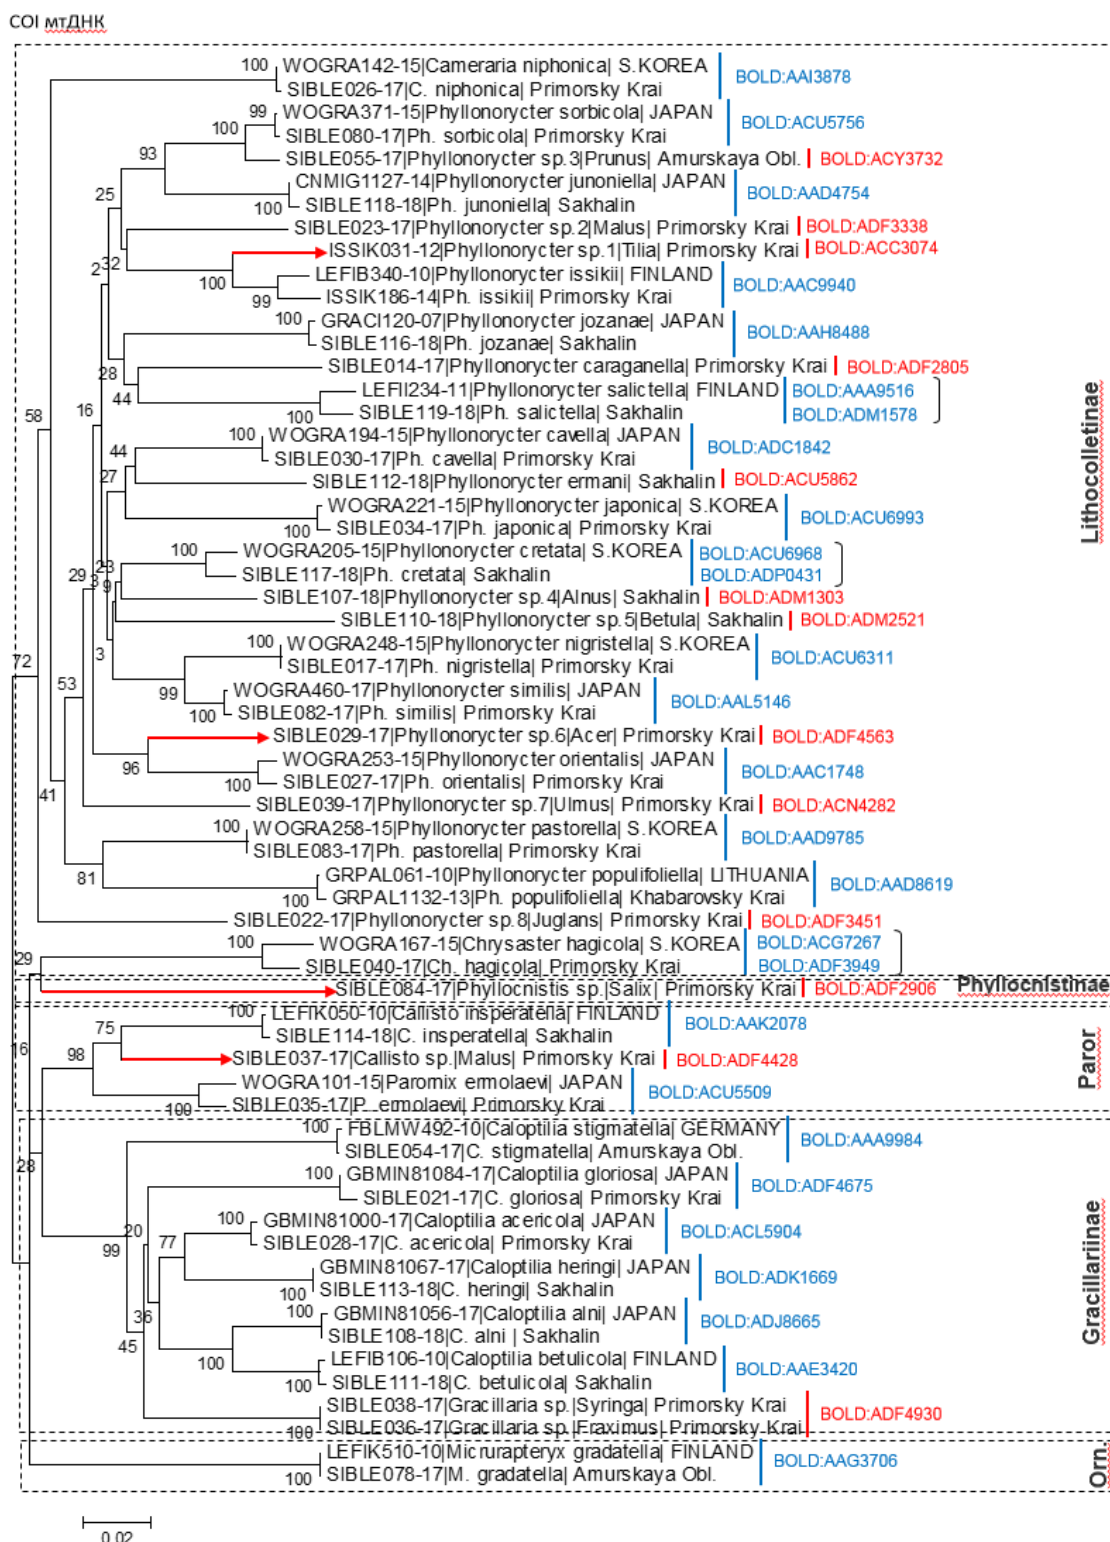 COI мтДНК
100 WOGRA142-15|Cameraria niphonica| S.KOREA BOLD:AAI3878
SIBLE026-17|C. niphonica| Primorsky Krai
99 WOGRA371-15|Phyllonorycter sorbicola| JAPAN BOLD:ACU5756
100 SIBLE080-17|Ph. sorbicola| Primorsky Krai
93 SIBLE055-17|Phyllonorycter sp.3|Prunus| Amurskaya Obl. BOLD:ACY3732
CNMIG1127-14|Phyllonorycter junoniella| JAPAN BOLD:AAD4754
25 100 SIBLE118-18|Ph. junoniella| Sakhalin
SIBLE023-17|Phyllonorycter sp.2|Malus| Primorsky Krai BOLD:ADF3338
ISSIK031-12|Phyllonorycter sp.1|Tilia| Primorsky Krai BOLD:ACC3074
2 32 100 LEFIB340-10|Phyllonorycter issikii| FINLAND BOLD:AAC9940
99 ISSIK186-14|Ph. issikii| Primorsky Krai
100 GRACI120-07|Phyllonorycter jozanae| JAPAN BOLD:AAH8488
SIBLE116-18|Ph. jozanae| Sakhalin
28 SIBLE014-17|Phyllonorycter caraganella| Primorsky Krai BOLD:ADF2805
44 LEFII234-11|Phyllonorycter salictella| FINLAND BOLD:AAA9516
58 16 100 SIBLE119-18|Ph. salictella| Sakhalin BOLD:ADM1578
100 WOGRA194-15|Phyllonorycter cavella| JAPAN BOLD:ADC1842
44 SIBLE030-17|Ph. cavella| Primorsky Krai
27 SIBLE112-18|Phyllonorycter ermani| Sakhalin BOLD:ACU5862
WOGRA221-15|Phyllonorycter japonica| S.KOREA BOLD:ACU6993
100 SIBLE034-17|Ph. japonica| Primorsky Krai
Lithocolletinae
100 WOGRA205-15|Phyllonorycter cretata| S.KOREA BOLD:ACU6968
29 3 23 9 SIBLE117-18|Ph. cretata| Sakhalin BOLD:ADP0431
SIBLE107-18|Phyllonorycter sp.4|Alnus| Sakhalin BOLD:ADM1303
SIBLE110-18|Phyllonorycter sp.5|Betula| Sakhalin BOLD:ADM2521
3 100 WOGRA248-15|Phyllonorycter nigristella| S.KOREA BOLD:ACU6311
72 SIBLE017-17|Ph. nigristella| Primorsky Krai
53 99 WOGRA460-17|Phyllonorycter similis| JAPAN BOLD:AAL5146
100 SIBLE082-17|Ph. similis| Primorsky Krai
SIBLE029-17|Phyllonorycter sp.6|Acer| Primorsky Krai BOLD:ADF4563
96 WOGRA253-15|Phyllonorycter orientalis| JAPAN BOLD:AAC1748
100 SIBLE027-17|Ph. orientalis| Primorsky Krai
41 SIBLE039-17|Phyllonorycter sp.7|Ulmus| Primorsky Krai BOLD:ACN4282
100 WOGRA258-15|Phyllonorycter pastorella| S.KOREA BOLD:AAD9785
SIBLE083-17|Ph. pastorella| Primorsky Krai
81 GRPAL061-10|Phyllonorycter populifoliella| LITHUANIA BOLD:AAD8619
100 GRPAL1132-13|Ph. populifoliella| Khabarovsky Krai
SIBLE022-17|Phyllonorycter sp.8|Juglans| Primorsky Krai BOLD:ADF3451
100 WOGRA167-15|Chrysaster hagicola| S.KOREA BOLD:ACG7267
29 SIBLE040-17|Ch. hagicola| Primorsky Krai BOLD:ADF3949
SIBLE084-17|Phyllocnistis sp.|Salix| Primorsky Krai BOLD:ADF2906 Phyllocnistinae
100 LEFIK050-10|Callisto insperatella| FINLAND BOLD:AAK2078
75 SIBLE114-18|C. insperatella| Sakhalin
16 98 SIBLE037-17|Callisto sp.|Malus| Primorsky Krai BOLD:ADF4428
Paror
WOGRA101-15|Parornix ermolaevi| JAPAN BOLD:ACU5509
100 SIBLE035-17|P. ermolaevi| Primorsky Krai
100 FBLMW492-10|Caloptilia stigmatella| GERMANY BOLD:AAA9984
28 SIBLE054-17|C. stigmatella| Amurskaya Obl.
100 GBMIN81084-17|Caloptilia gloriosa| JAPAN BOLD:ADF4675
SIBLE021-17|C. gloriosa| Primorsky Krai
99 20 100 GBMIN81000-17|Caloptilia acericola| JAPAN BOLD:ACL5904
77 SIBLE028-17|C. acericola| Primorsky Krai
GBMIN81067-17|Caloptilia heringi| JAPAN BOLD:ADK1669
100 SIBLE113-18|C. heringi| Sakhalin
Gracillariinae
36 100 GBMIN81056-17|Caloptilia alni| JAPAN BOLD:ADJ8665
SIBLE108-18|C. alni | Sakhalin
45 100 LEFIB106-10|Caloptilia betulicola| FINLAND BOLD:AAE3420
100 SIBLE111-18|C. betulicola| Sakhalin
SIBLE038-17|Gracillaria sp.|Syringa| Primorsky Krai BOLD:ADF4930
100 SIBLE036-17|Gracillaria sp.|Fraximus| Primorsky Krai
LEFIK510-10|Micrurapteryx gradatella| FINLAND BOLD:AAG3706
100 SIBLE078-17|M. gradatella| Amurskaya Obl.
Orn.
0.02